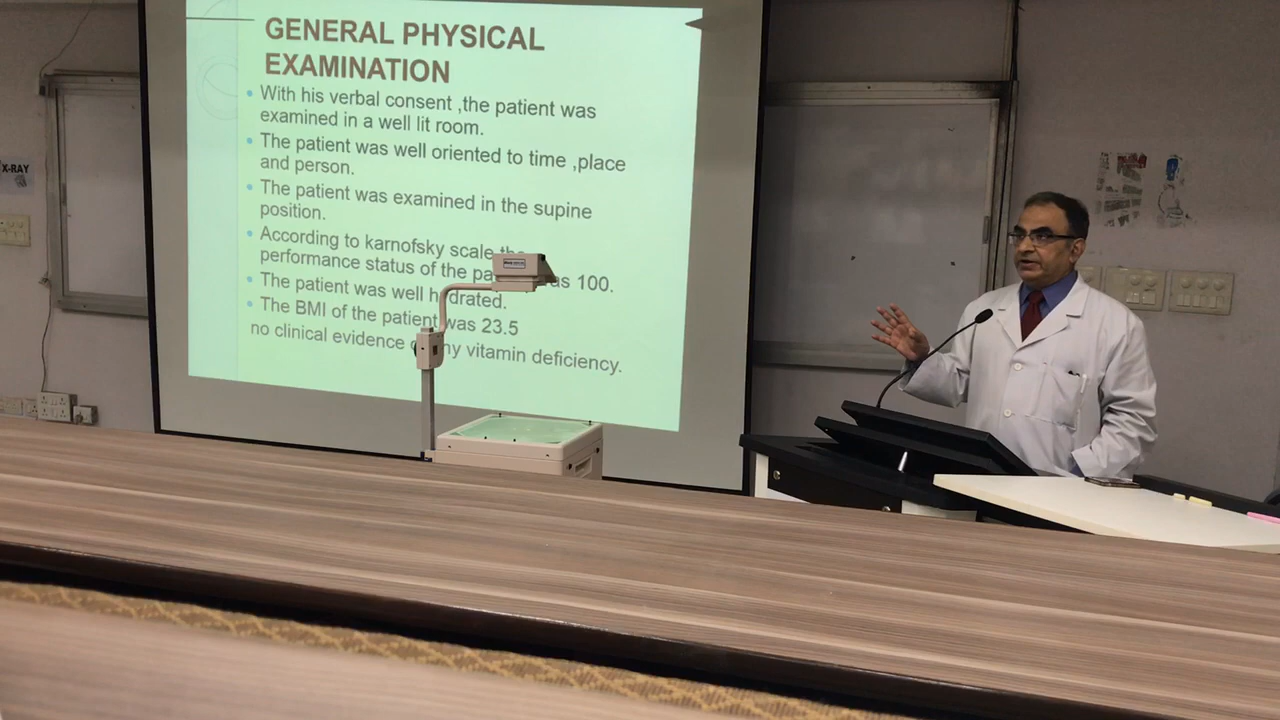 GENERAL PHYSICAL
EXAMINATION
With his verbal consent ,the patient was
examined in a well lit room.
The patient was well oriented to time ,place
and person.
The patient was examined in the supine
position.
According to karnofsky scale
performance status of the 100.
The patient was well hydrated.
The BMI of the patient was 23.5
no clinical evidence vitamin deficiency.
X-RAY